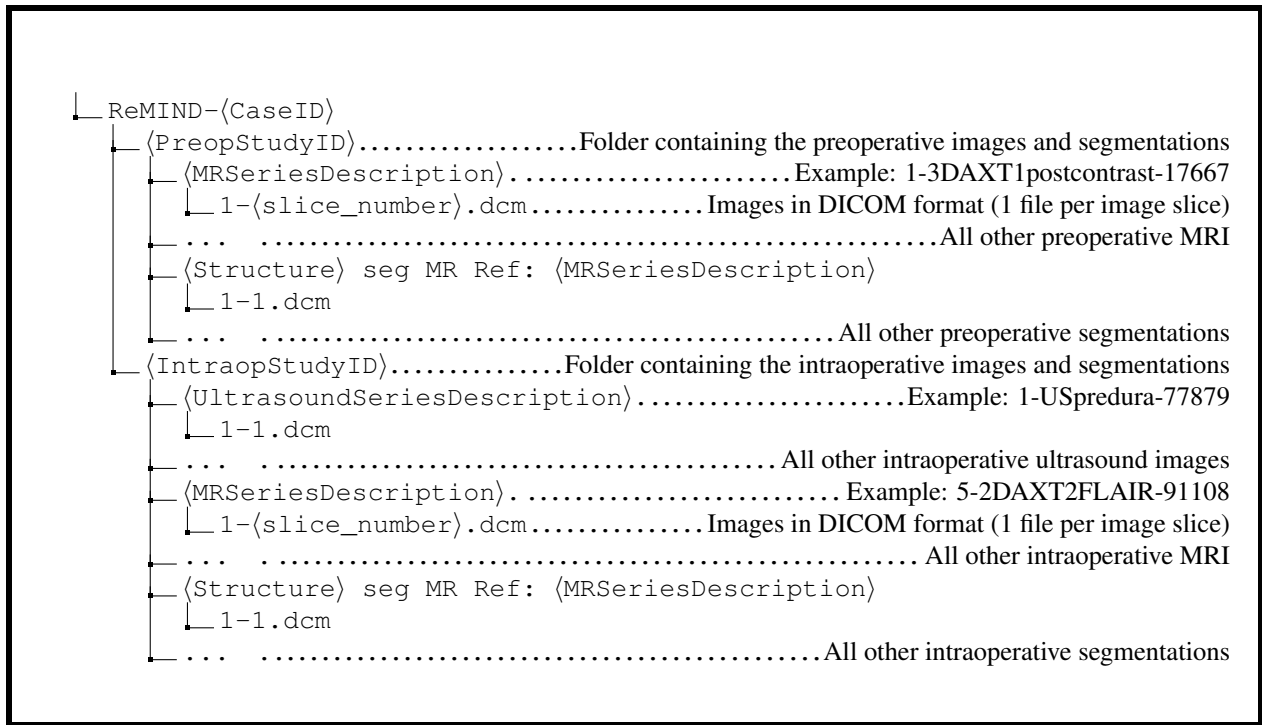 ReMIND-⟨CaseID⟩
⟨PreopStudyID⟩...................Folder containing the preoperative images and segmentations
⟨MRSeriesDescription⟩.........................Example: 1-3DAXT1postcontrast-17667
1-⟨slice_number⟩.dcm................Images in DICOM format (1 file per image slice)
... ............................................................All other preoperative MRI
⟨Structure⟩ seg MR Ref: ⟨MRSeriesDescription⟩
1-1.dcm
... ...................................................All other preoperative segmentations
⟨IntraopStudyID⟩...............Folder containing the intraoperative images and segmentations
⟨UltrasoundSeriesDescription⟩........................Example: 1-USpredura-77879
1-1.dcm
... ..............................................All other intraoperative ultrasound images
⟨MRSeriesDescription⟩..............................Example: 5-2DAXT2FLAIR-91108
1-⟨slice_number⟩.dcm................Images in DICOM format (1 file per image slice)
... ..........................................................All other intraoperative MRI
⟨Structure⟩ seg MR Ref: ⟨MRSeriesDescription⟩
1-1.dcm
... ..................................................All other intraoperative segmentations